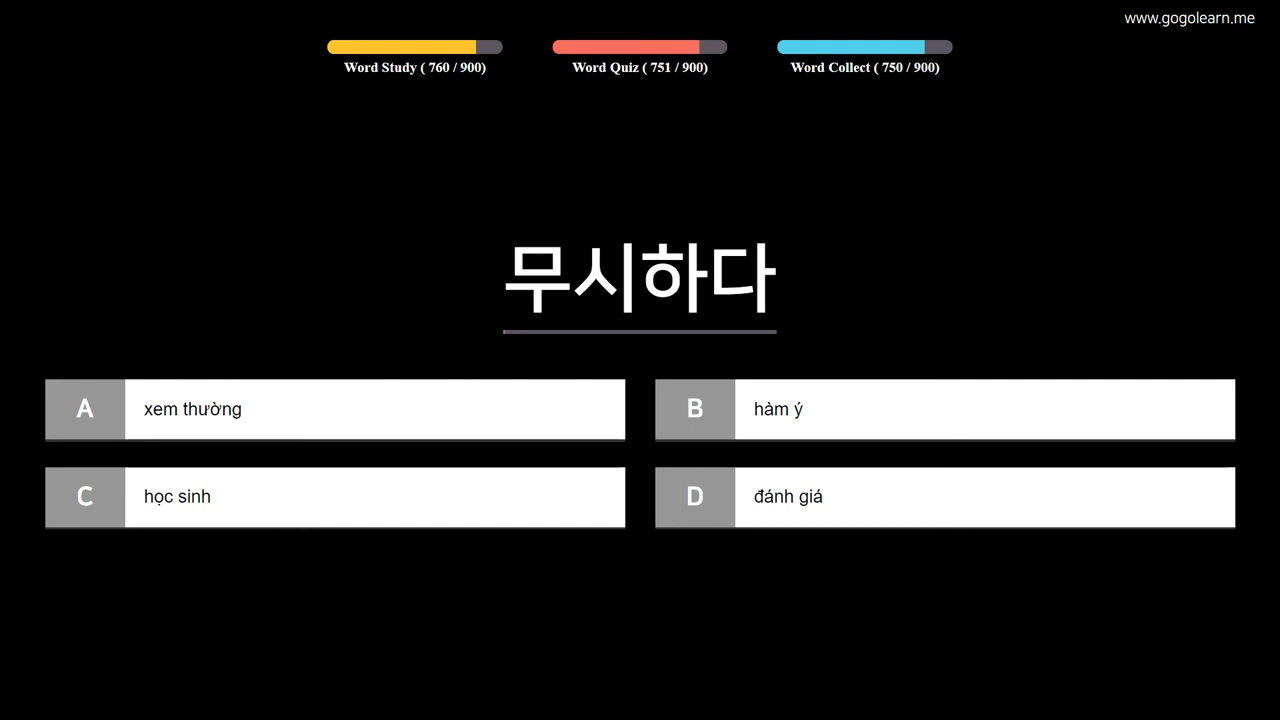 www.gogolearn.me
Word Study ( 760 / 900)
Word Quiz ( 751 / 900)
Word Collect ( 750 / 900)
무시하다
A xem thường
B hàm ý
C học sinh
D đánh giá